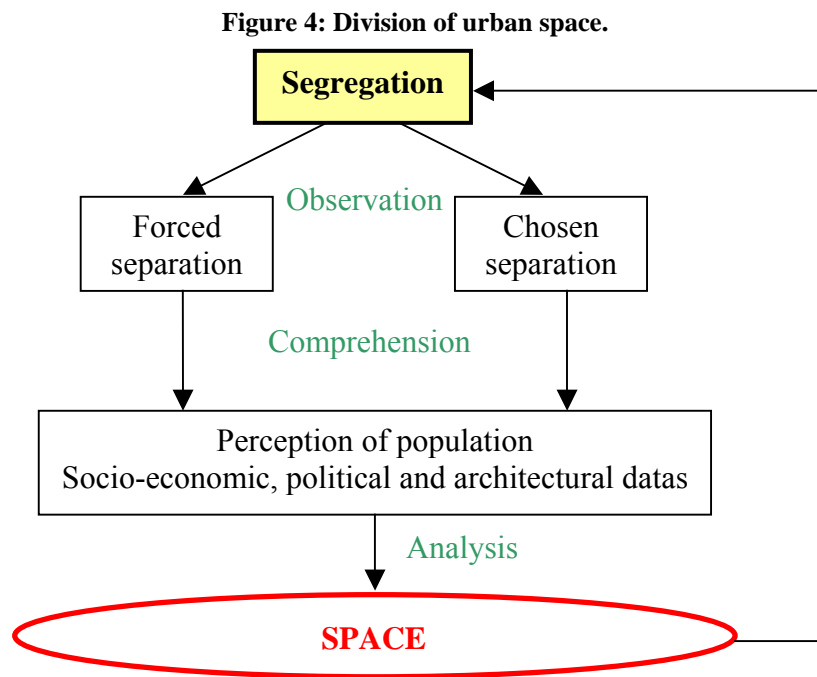 Figure 4: Division of urban space.
Segregation
Observation
Forced
separation
Chosen
separation
Comprehension
Perception of population
Socio-economic, political and architectural datas
Analysis
SPACE